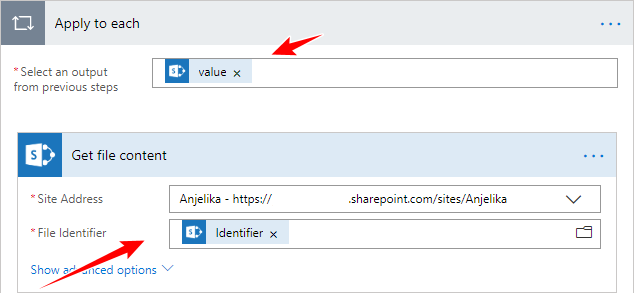 Apply to each
...
*Select an output
from previous steps
value ×
Get file content
...
*Site Address
Anjelika - https:// .sharepoint.com/sites/Anjelika
*File Identifier
Identifier ×
Show advanced options